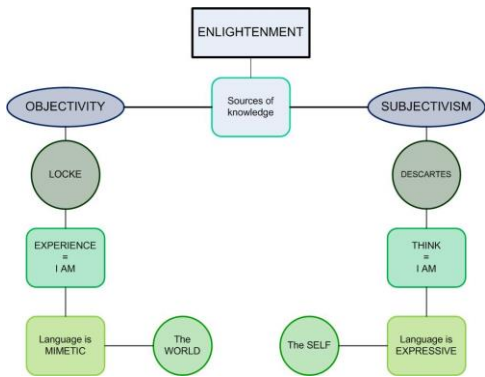 ENLIGHTENMENT
Sources of
knowledge
OBJECTIVITY
SUBJECTIVISM
LOCKE
DESCARTES
EXPERIENCE
=
I AM
THINK
=
I AM
Language is
MIMETIC
The
WORLD
The SELF
Language is
EXPRESSIVE